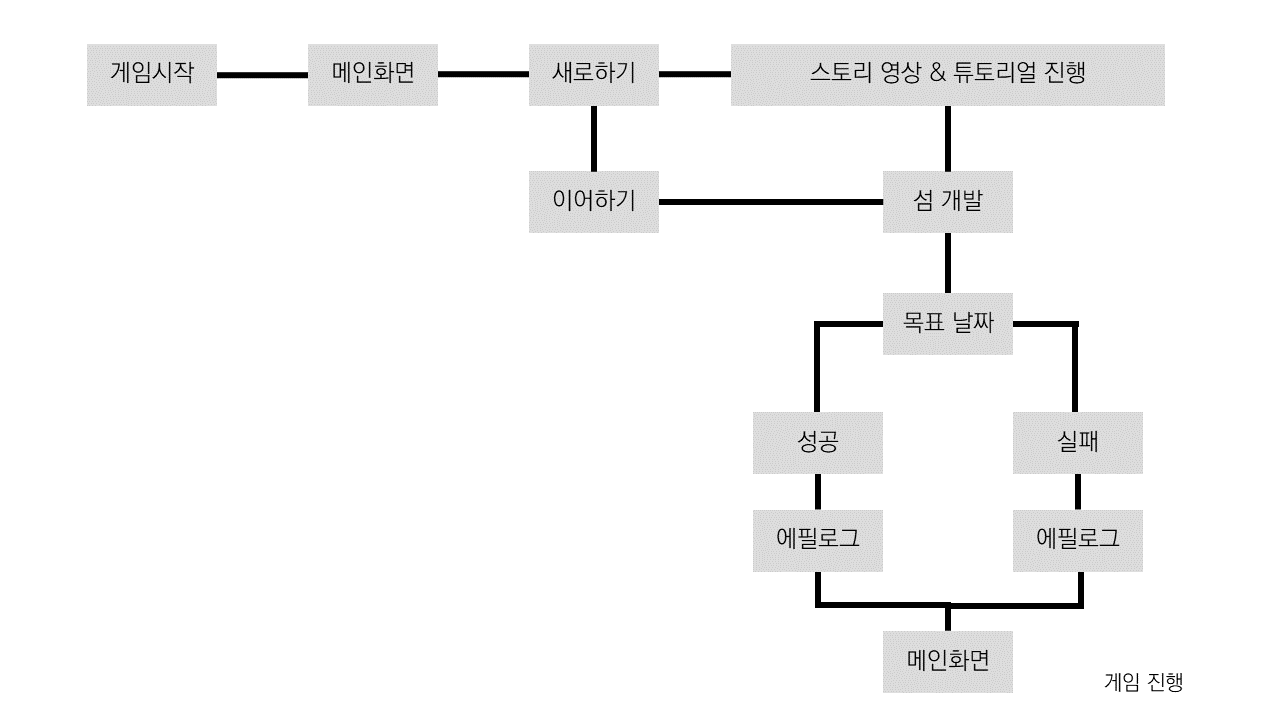 게임시작
메인화면
새로하기
스토리 영상 & 튜토리얼 진행
이어하기
섬 개발
목표 날짜
성공
실패
에필로그
에필로그
메인화면
게임 진행